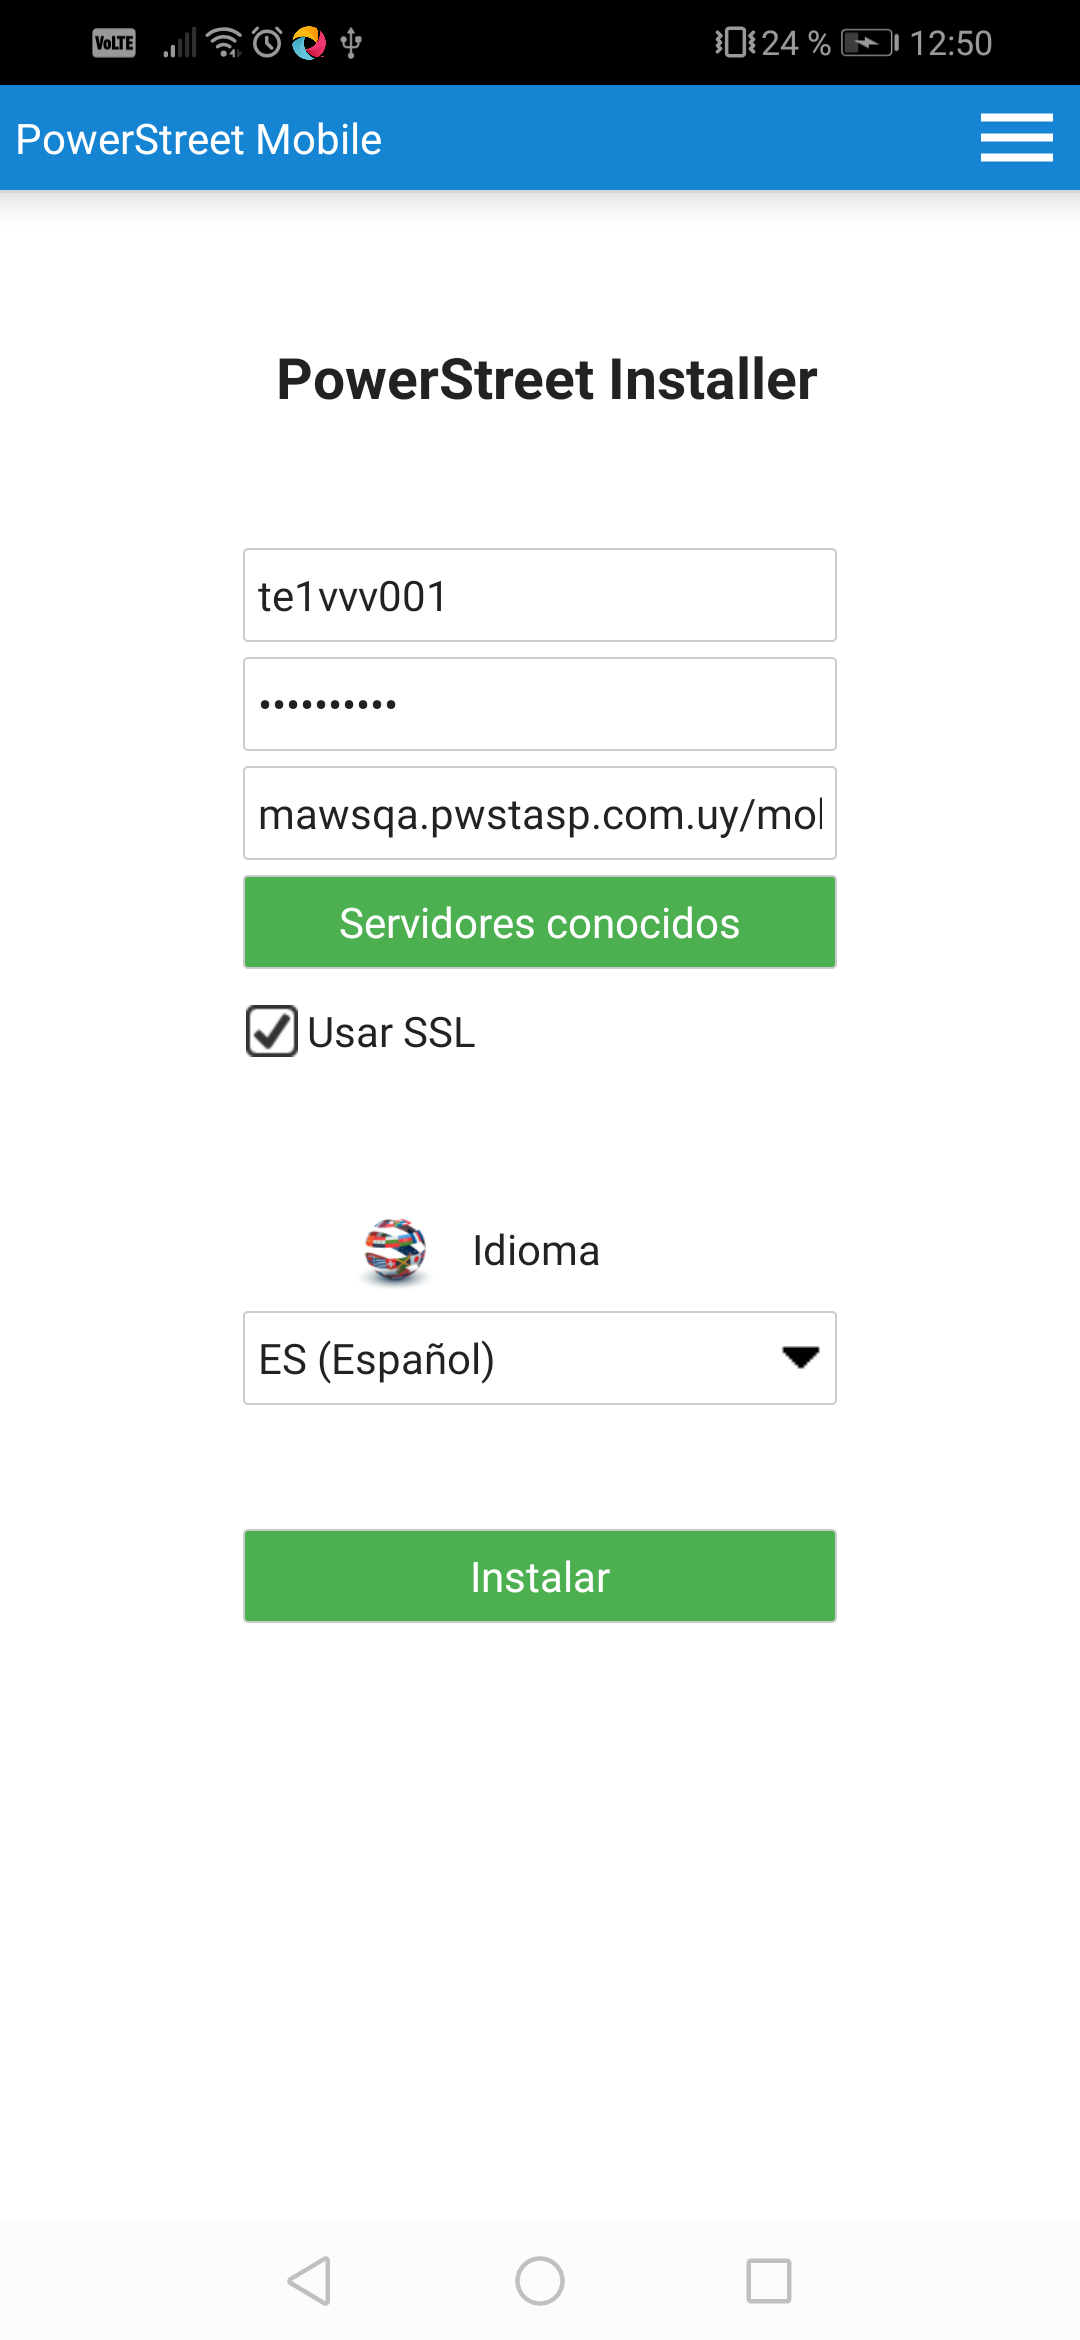 VoLTE 24 % 12:50
PowerStreet Mobile
PowerStreet Installer
te1vvv001
••••••••••
mawsqa.pwstasp.com.uy/mo
Servidores conocidos
Usar SSL
Idioma
ES (Español)
Instalar